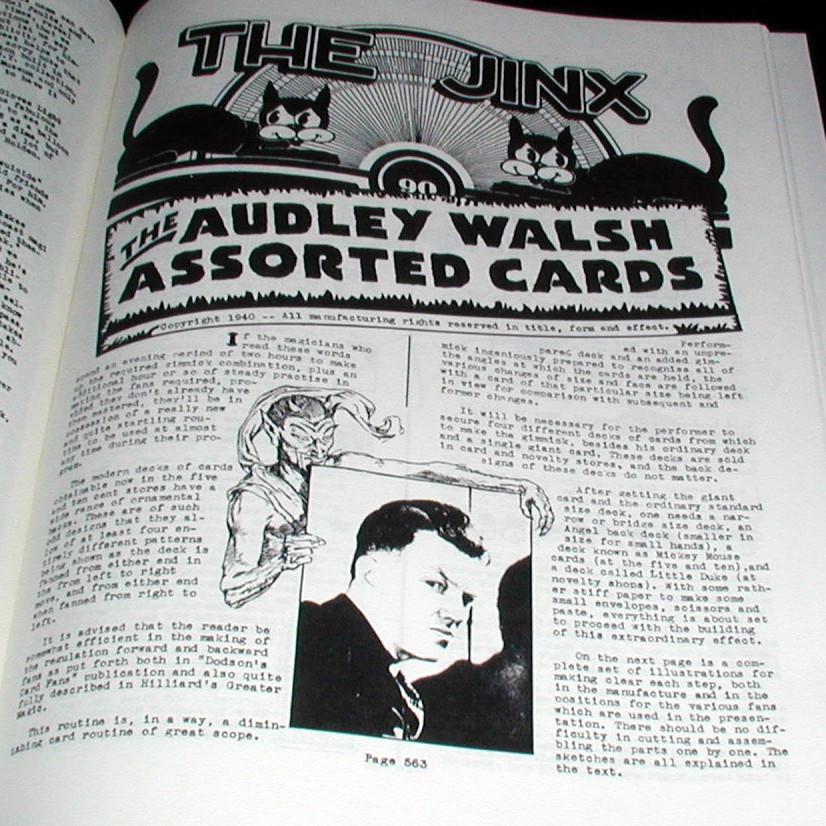 THE JINX
90
THE AUDLEY WALSH
ASSORTED CARDS
Copyright 1940 -- All manufacturing rights reserved in title, form and effect.
If the magicians who
read these words
spend an evening period of two hours to make
the required gimmick combination, plus an
additional hour or so of steady practise in
making the fans required, pro-
vided they don't already have
them mastered, they'll be in
possession of a really new
and quite startling rou-
tine to be used at almost
any time during their pro-
gram.
The modern decks of cards
obtainable now in the five
and ten cent stores have a
wide range of ornamental
backs. These are of such
odd designs that they al-
low of at least four en-
tirely different patterns
being shown as the deck is
fanned from either end in
the from left to right
move, and from either end
when fanned from right to
left.
It is advised that the reader be
somewhat efficient in the making of
the regulation forward and backward
fans as put forth both in "Dodson's
Card Fans" publication and also quite
fully described in Hilliard's Greater
Magic.
This routine is, in a way, a dimin-
ishing card routine of great scope.
Perform-
ed with an unpre-
pared deck and an added gim-
mick ingeniously prepared to recognise all of
the angles at which the cards are held, the
various changes of size and face are followed
with a card of the particular size being left
in view for comparison with subsequent and
former changes.
It will be necessary for the performer to
secure four different decks of cards from which
to make the gimmick, besides his ordinary deck
and a single giant card. These decks are sold
in card and novelty stores, and the back de-
signs of these decks do not matter.
After getting the giant
card and the ordinary standard
size deck, one needs a nar-
row or bridge size deck, an
Angel back deck (smaller in
size for small hands), a
deck known as Mickey Mouse
cards (at the five and ten), and
a deck called Little Duke (at
novelty shops). With some rath-
er stiff paper to make some
small envelopes, scissors and
paste, everything is about set
to proceed with the building
of this extraordinary effect.
On the next page is a com-
plete set of illustrations for
making clear each step, both
in the manufacture and in the
positions for the various fans
which are used in the presen-
tation. There should be no dif-
ficulty in cutting and assem-
bling the parts one by one. The
sketches are all explained in
the text.
Page 563